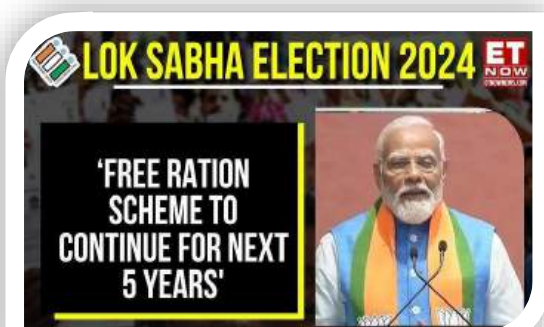 LOK SABHA ELECTION 2024
ET
NOW
'FREE RATION
SCHEME TO
CONTINUE FOR NEXT
5 YEARS'